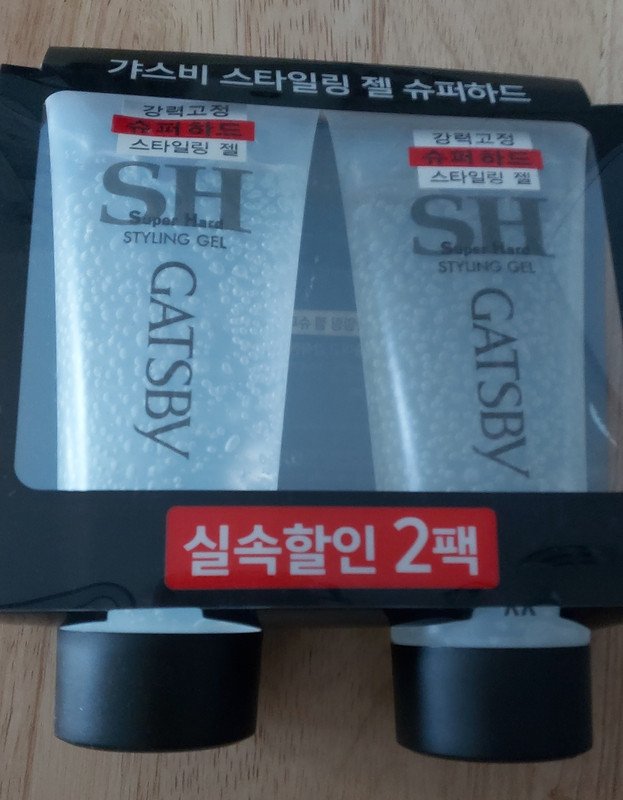 갸스비 스타일링 젤 슈퍼하드
강력고정
슈퍼하드
스타일링 젤
SH
Super Hard
STYLING GEL
GATSBY
강력고정
슈퍼하드
스타일링 젤
SH
Super Hard
STYLING GEL
GATSBY
실속할인 2팩